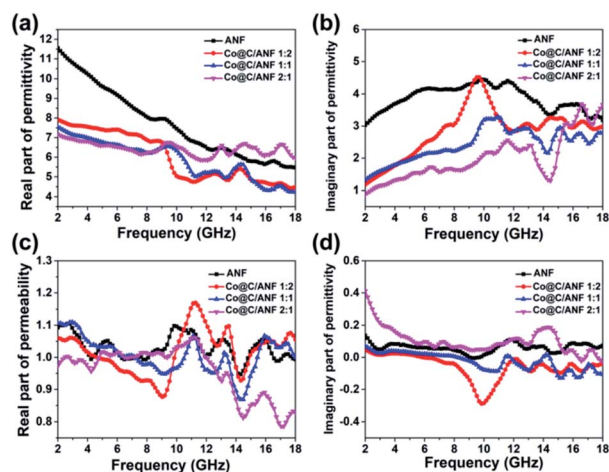 (a)
Real part of permittivity
12
11
10
9
8
7
6
5
4
ANF
Co@C/ANF 1:2
Co@C/ANF 1:1
Co@C/ANF 2:1
2 4 6 8 10 12 14 16 18
Frequency (GHz)
(b)
Imaginary part of permittivity
6
5
4
3
2
1
ANF
Co@C/ANF 1:2
Co@C/ANF 1:1
Co@C/ANF 2:1
2 4 6 8 10 12 14 16 18
Frequency (GHz)
(c)
Real part of permeability
1.3
1.2
1.1
1.0
0.9
0.8
ANF
Co@C/ANF 1:2
Co@C/ANF 1:1
Co@C/ANF 2:1
2 4 6 8 10 12 14 16 18
Frequency (GHz)
(d)
Imaginary part of permittivity
0.6
0.4
0.2
0.0
-0.2
-0.4
ANF
Co@C/ANF 1:2
Co@C/ANF 1:1
Co@C/ANF 2:1
2 4 6 8 10 12 14 16 18
Frequency (GHz)